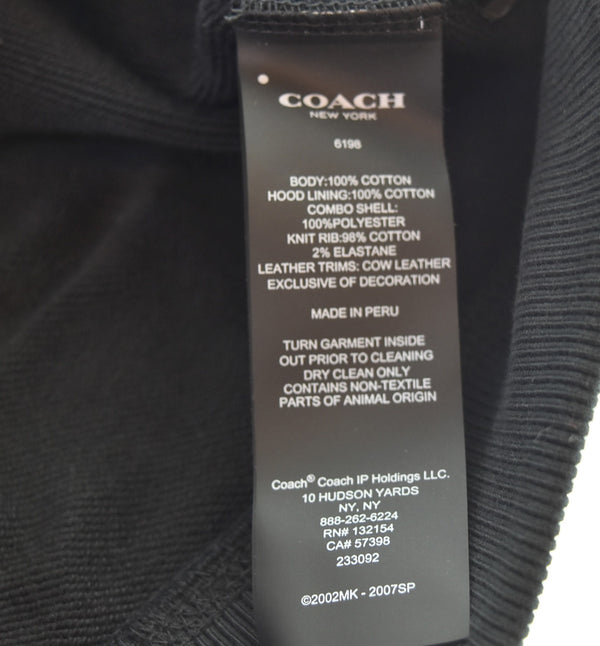 COACH
NEW YORK
6198
BODY:100% COTTON
HOOD LINING:100% COTTON
COMBO SHELL:
100%POLYESTER
KNIT RIB:98% COTTON
2% ELASTANE
LEATHER TRIMS: COW LEATHER
EXCLUSIVE OF DECORATION
MADE IN PERU
TURN GARMENT INSIDE
OUT PRIOR TO CLEANING
DRY CLEAN ONLY
CONTAINS NON-TEXTILE
PARTS OF ANIMAL ORIGIN
Coach® Coach IP Holdings LLC.
10 HUDSON YARDS
NY, NY
888-262-6224
RN# 132154
CA# 57398
233092
©2002MK - 2007SP